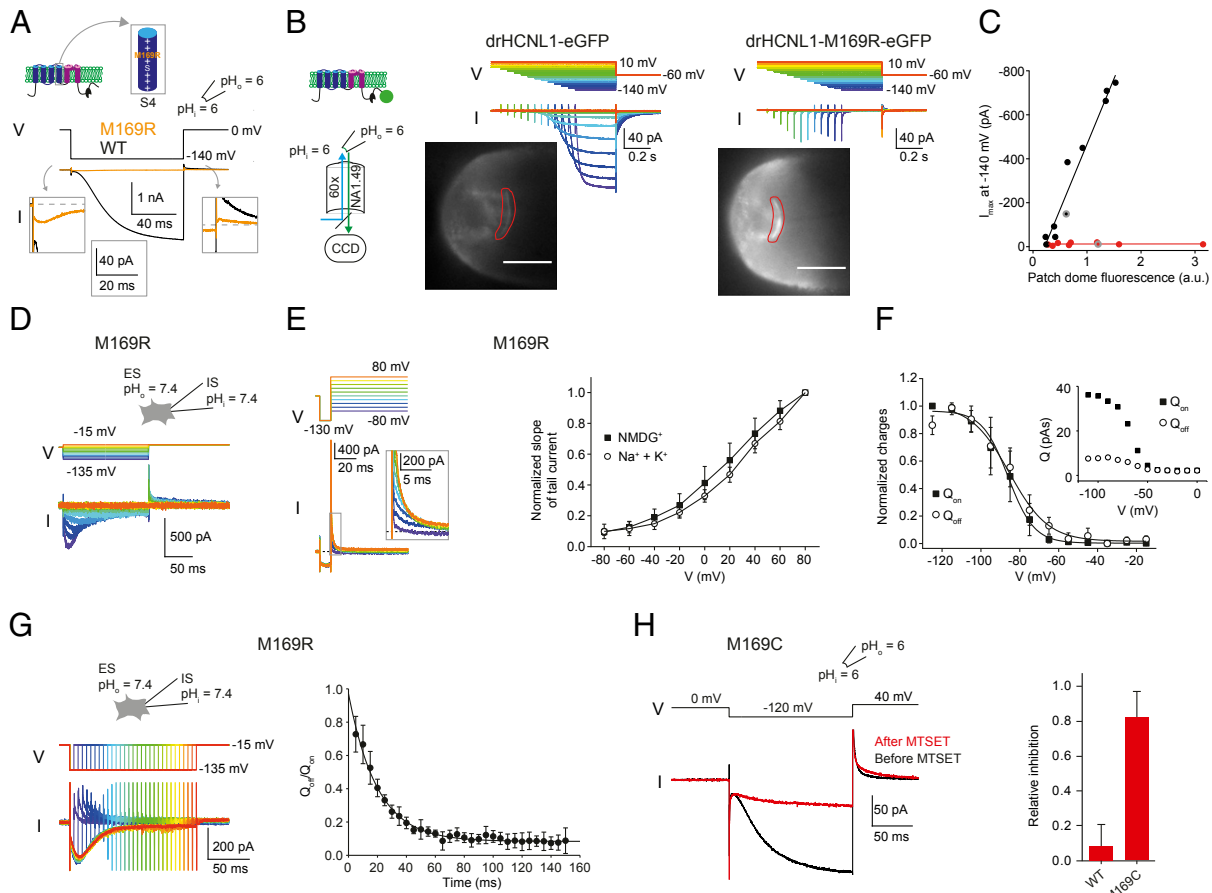 A
M169R
+ + + S + + +
S4
pHₒ = 6
pHᵢ = 6
V
M169R
WT
0 mV
-140 mV
I
1 nA
40 ms
40 pA
20 ms
B
drHCNL1-eGFP
drHCNL1-M169R-eGFP
V
10 mV
-60 mV
-140 mV
I
40 pA
0.2 s
V
10 mV
-60 mV
-140 mV
I
40 pA
0.2 s
pHₒ = 6
pHᵢ = 6
60x
NA1.49
CCD
C
Iₘₐₓ at -140 mV (pA)
-800
-600
-400
-200
0
0 1 2 3
Patch dome fluorescence (a.u.)
D
M169R
ES
pHₒ = 7.4
IS
pHᵢ = 7.4
V
-15 mV
-135 mV
I
500 pA
50 ms
E
M169R
80 mV
V
-80 mV
-130 mV
400 pA
20 ms
200 pA
5 ms
I
Normalized slope
of tail current
1.0
0.8
0.6
0.4
0.2
0.0
NMDG⁺
Na⁺ + K⁺
-80 -60 -40 -20 0 20 40 60 80
V (mV)
F
Normalized charges
1.2
1.0
0.8
0.6
0.4
0.2
0.0
Qon
Qoff
-120 -100 -80 -60 -40 -20
V (mV)
Q (pAs)
40
20
0
Qon
Qoff
-100 -50 0
V (mV)
G
M169R
ES
pHₒ = 7.4
IS
pHᵢ = 7.4
V
-15 mV
-135 mV
I
200 pA
50 ms
Qoff/Qon
1.0
0.8
0.6
0.4
0.2
0.0
0 20 40 60 80 100 120 140 160
Time (ms)
H
M169C
pHₒ = 6
pHᵢ = 6
V
0 mV
-120 mV
40 mV
After MTSET
Before MTSET
I
50 pA
50 ms
Relative inhibition
1.0
0.8
0.6
0.4
0.2
0.0
WT
M169C